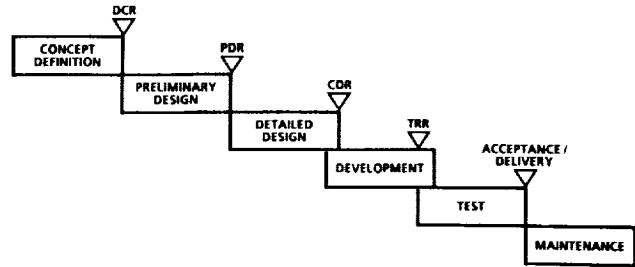 DCR
CONCEPT
DEFINITION
PDR
PRELIMINARY
DESIGN
CDR
DETAILED
DESIGN
TRR
DEVELOPMENT
ACCEPTANCE /
DELIVERY
TEST
MAINTENANCE